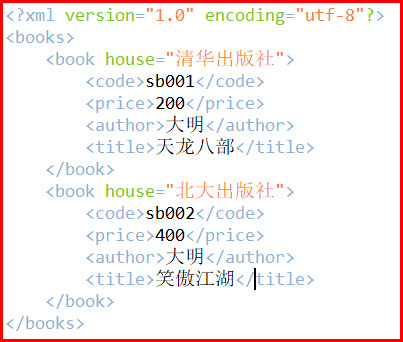 <?xml version="1.0" encoding="utf-8"?>
<books>
    <book house="清华出版社">
        <code>sb001</code>
        <price>200</price>
        <author>大明</author>
        <title>天龙八部</title>
    </book>
    <book house="北大出版社">
        <code>sb002</code>
        <price>400</price>
        <author>大明</author>
        <title>笑傲江湖</title>
    </book>
</books>